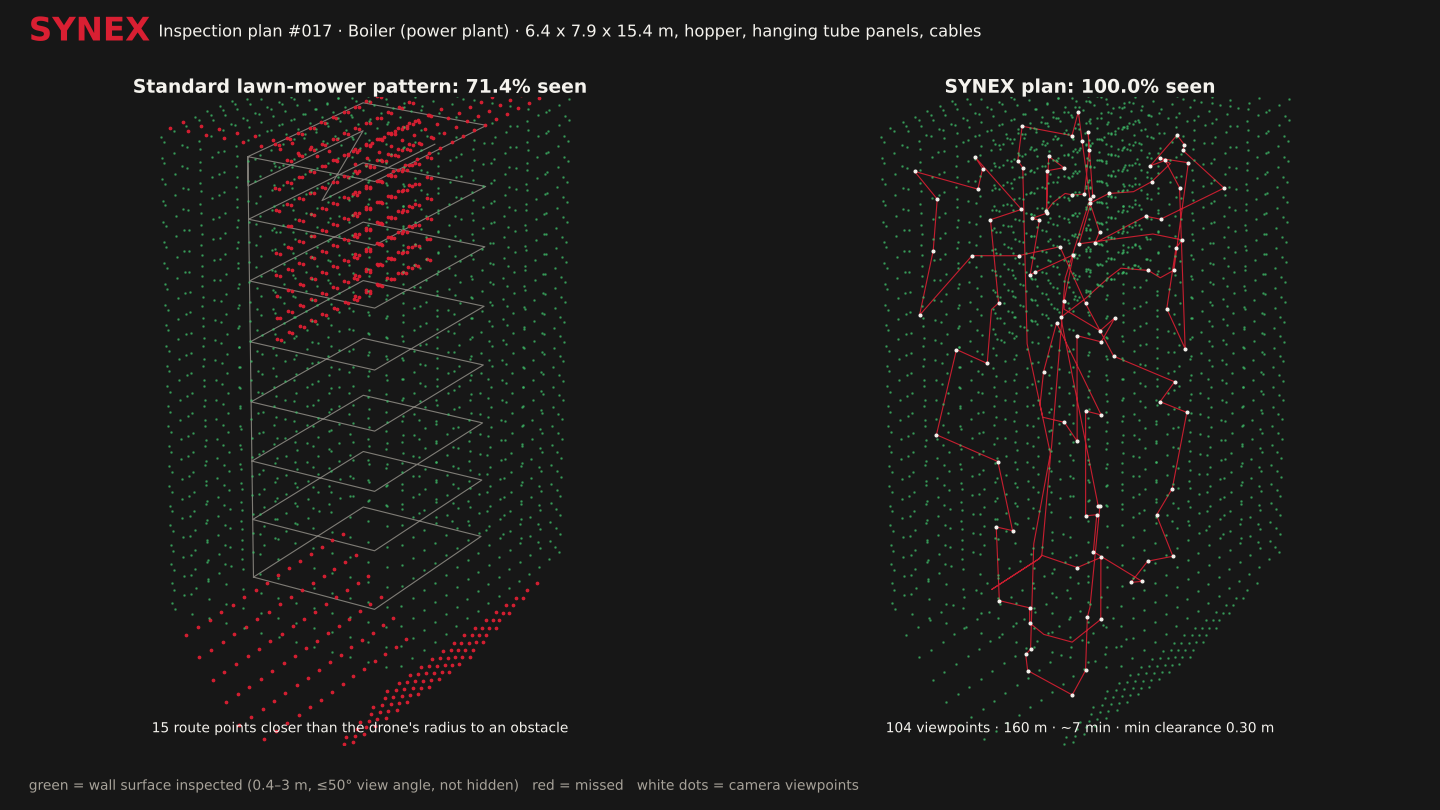 SYNEX Inspection plan #017 · Boiler (power plant) · 6.4 x 7.9 x 15.4 m, hopper, hanging tube panels, cables
Standard lawn-mower pattern: 71.4% seen
SYNEX plan: 100.0% seen
15 route points closer than the drone's radius to an obstacle
104 viewpoints · 160 m · ~7 min · min clearance 0.30 m
green = wall surface inspected (0.4–3 m, ≤50° view angle, not hidden) red = missed white dots = camera viewpoints